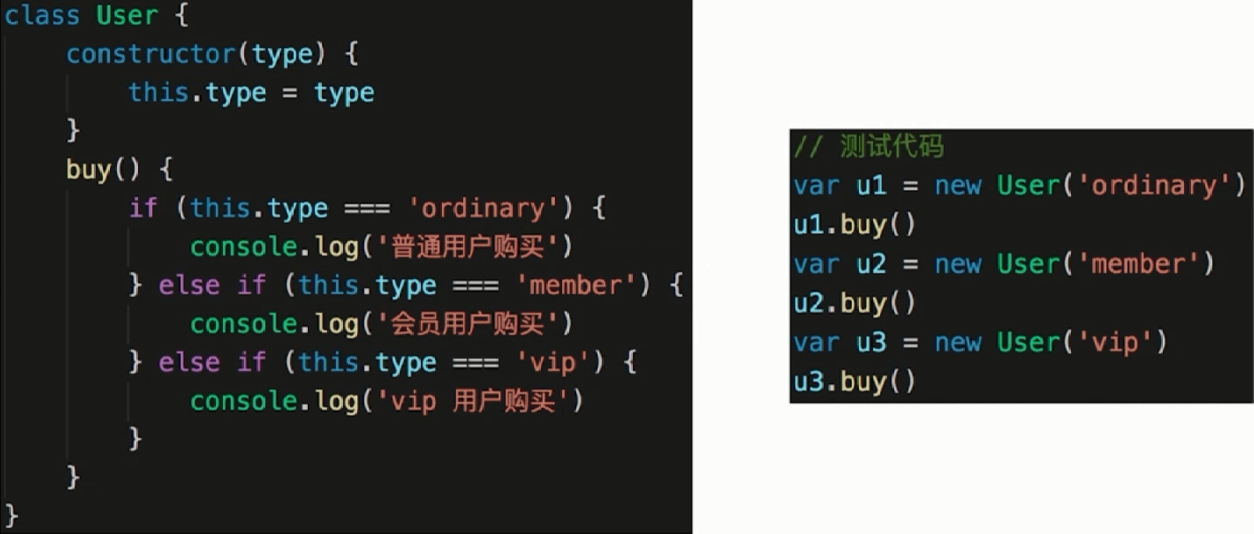 class User {
    constructor(type) {
        this.type = type
    }
    buy() {
        if (this.type === 'ordinary') {
            console.log('普通用户购买')
        } else if (this.type === 'member') {
            console.log('会员用户购买')
        } else if (this.type === 'vip') {
            console.log('vip 用户购买')
        }
    }
}
// 测试代码
var u1 = new User('ordinary')
u1.buy()
var u2 = new User('member')
u2.buy()
var u3 = new User('vip')
u3.buy()